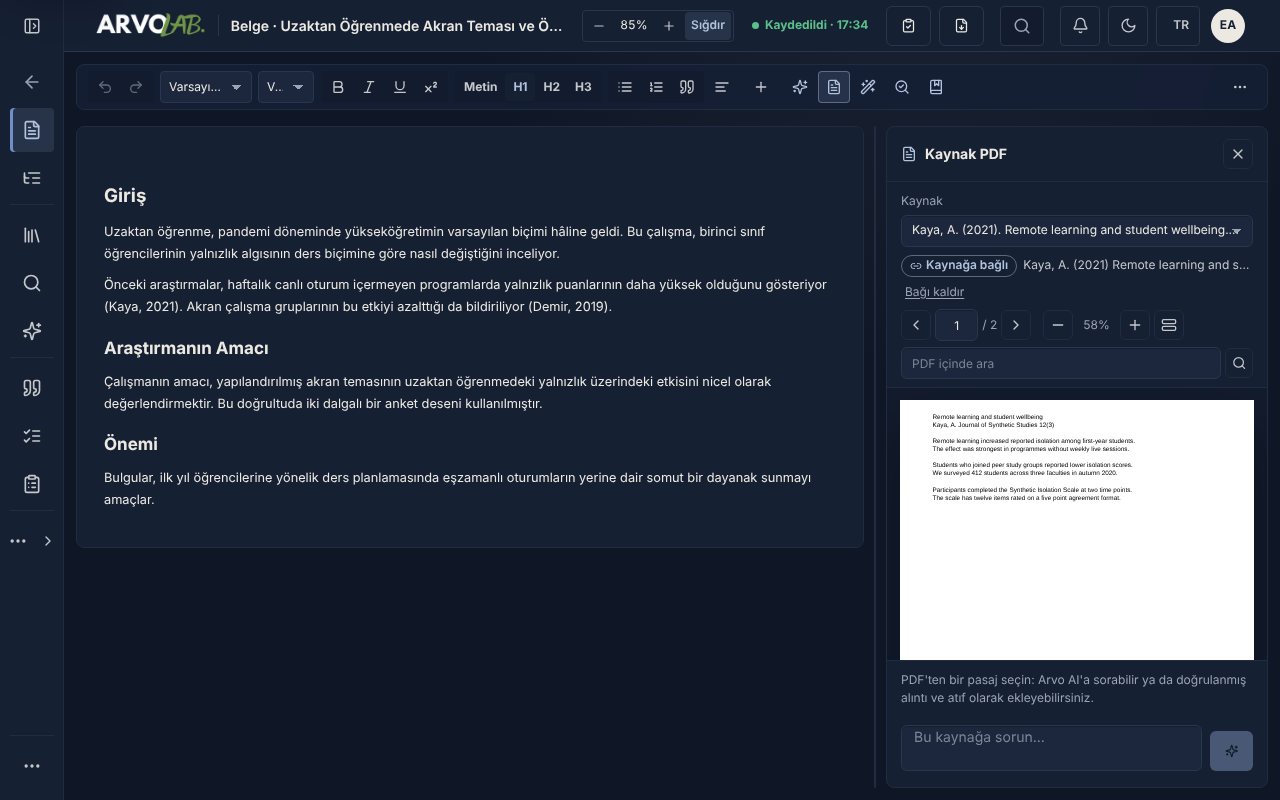 ARVO LAB.
Belge · Uzaktan Öğrenmede Akran Teması ve Ö...
85%
Sığdır
Kaydedildi · 17:34
TR
EA
Varsayı...
V...
B
I
U
x²
Metin
H1
H2
H3
Giriş
Uzaktan öğrenme, pandemi döneminde yükseköğretimin varsayılan biçimi hâline geldi. Bu çalışma, birinci sınıf
öğrencilerinin yalnızlık algısının ders biçimine göre nasıl değiştiğini inceliyor.
Önceki araştırmalar, haftalık canlı oturum içermeyen programlarda yalnızlık puanlarının daha yüksek olduğunu gösteriyor
(Kaya, 2021). Akran çalışma gruplarının bu etkiyi azalttığı da bildiriliyor (Demir, 2019).
Araştırmanın Amacı
Çalışmanın amacı, yapılandırılmış akran temasının uzaktan öğrenmedeki yalnızlık üzerindeki etkisini nicel olarak
değerlendirmektir. Bu doğrultuda iki dalgalı bir anket deseni kullanılmıştır.
Önemi
Bulgular, ilk yıl öğrencilerine yönelik ders planlamasında eşzamanlı oturumların yerine dair somut bir dayanak sunmayı
amaçlar.
Kaynak PDF
Kaynak
Kaya, A. (2021). Remote learning and student wellbeing...
Kaynağa bağlı
Kaya, A. (2021) Remote learning and s...
Bağı kaldır
1
/ 2
58%
PDF içinde ara
Remote learning and student wellbeing
Kaya, A. Journal of Synthetic Studies 12(3)
Remote learning increased reported isolation among first-year students.
The effect was strongest in programmes without weekly live sessions.
Students who joined peer study groups reported lower isolation scores.
We surveyed 412 students across three faculties in autumn 2020.
Participants completed the Synthetic Isolation Scale at two time points.
The scale has twelve items rated on a five point agreement format.
PDF'ten bir pasaj seçin: Arvo AI'a sorabilir ya da doğrulanmış
alıntı ve atıf olarak ekleyebilirsiniz.
Bu kaynağa sorun...